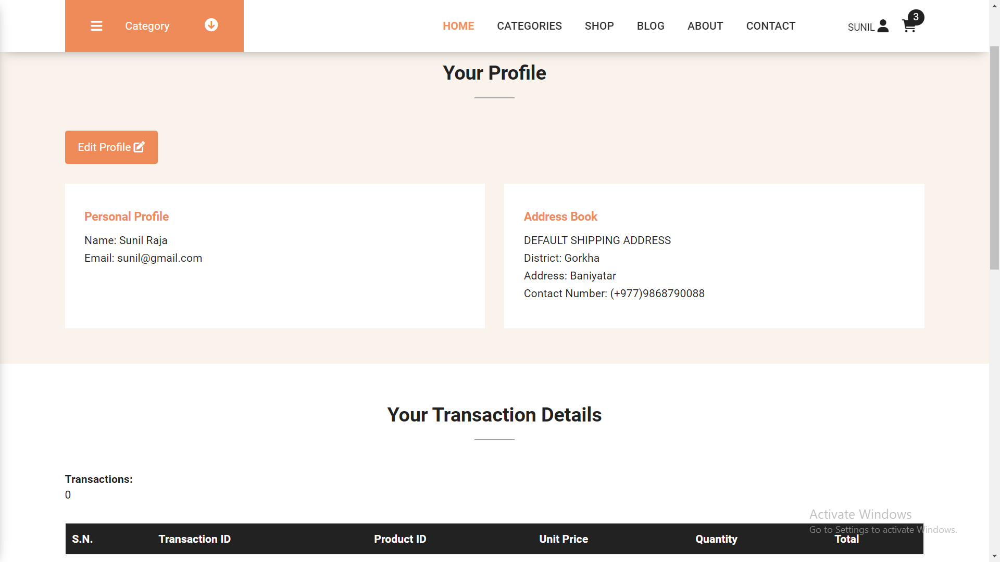 Category
HOME CATEGORIES SHOP BLOG ABOUT CONTACT
SUNIL
3
Your Profile
Edit Profile
Personal Profile
Name: Sunil Raja
Email: sunil@gmail.com
Address Book
DEFAULT SHIPPING ADDRESS
District: Gorkha
Address: Baniyatar
Contact Number: (+977)9868790088
Your Transaction Details
Transactions:
0
S.N. Transaction ID Product ID Unit Price Quantity Total
Activate Windows
Go to Settings to activate Windows.